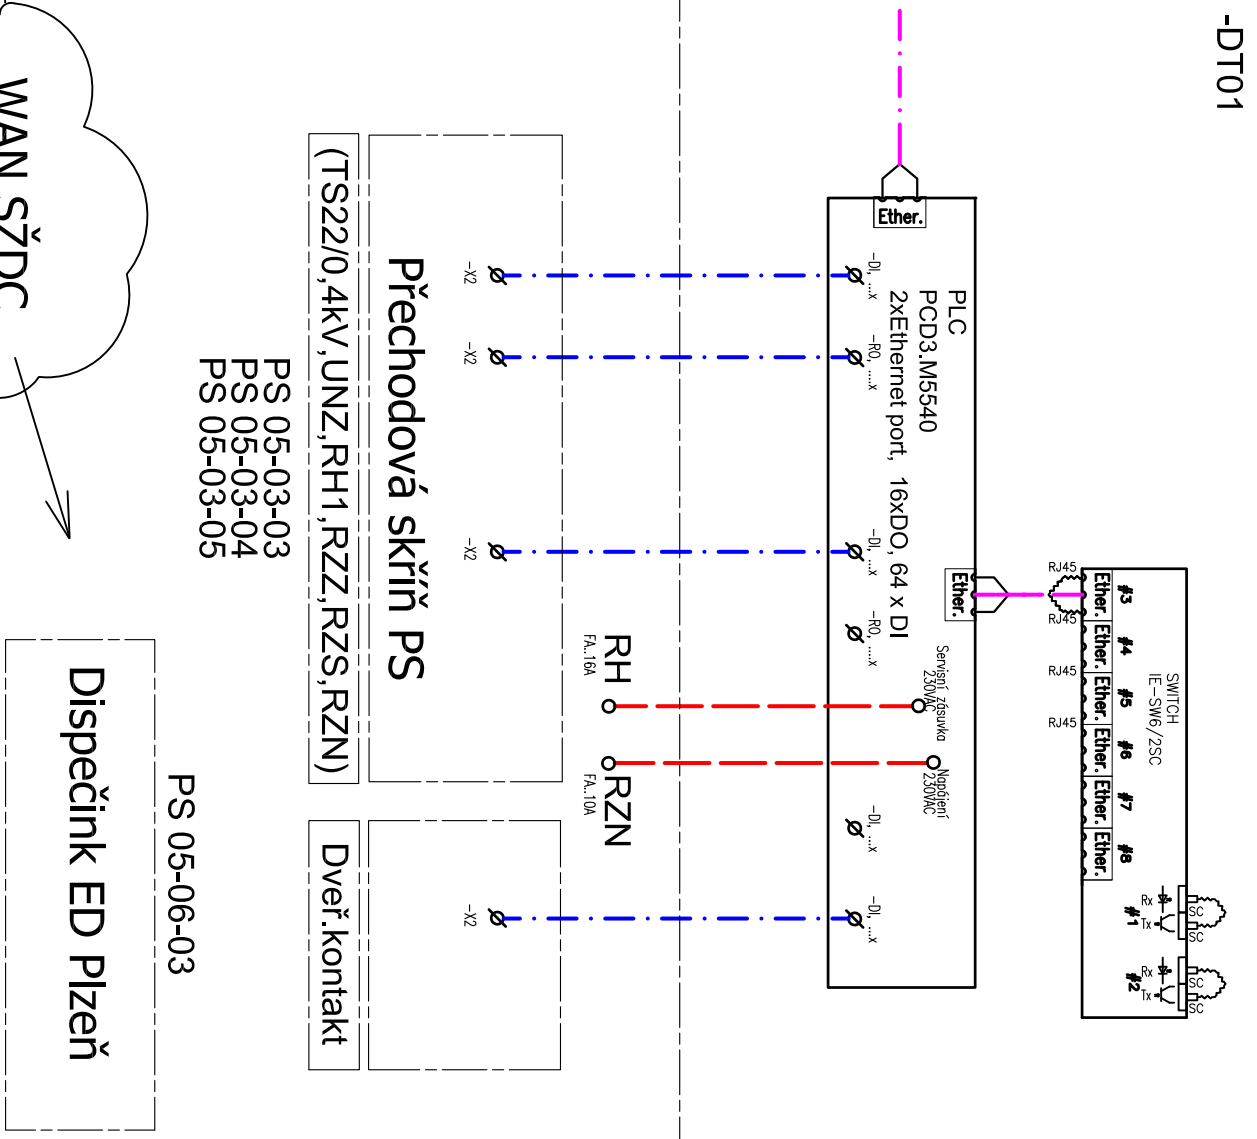 -DT01
SWITCH
IE-SW6/2SC
#3
#4
#5
#6
#7
#8
#1
#2
Ether.
Ether.
Ether.
Ether.
Ether.
Ether.
RJ45
RJ45
RJ45
RJ45
Rx
Tx
SC
SC
Rx
Tx
SC
SC
Ether.
Ether.
PLC
PCD3.M5540
2xEthernet port, 16xDO, 64 x DI
Servisní zásuvka
230VAC
Napájení
230VAC
-DI, ...x
-RO, ...x
-DI, ...x
-RO, ...x
-DI, ...x
-DI, ...x
RH
FA..16A
RZN
FA..10A
-X2
-X2
-X2
-X2
Přechodová skříň PS
(TS22/0,4kV,UNZ,RH1,RZZ,RZS,RZN)
Dveř.kontakt
PS 05-03-03
PS 05-03-04
PS 05-03-05
PS 05-06-03
Dispečink ED Plzeň
WAN SŽDC